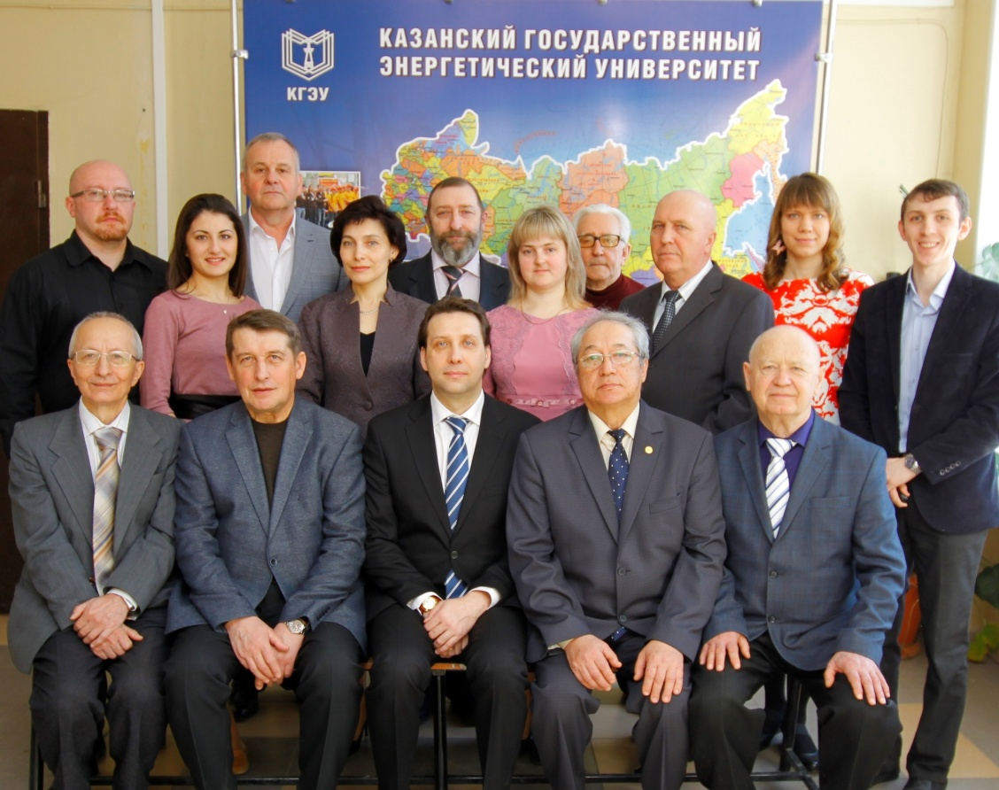 КАЗАНСКИЙ ГОСУДАРСТВЕННЫЙ
ЭНЕРГЕТИЧЕСКИЙ УНИВЕРСИТЕТ
КГЭУ